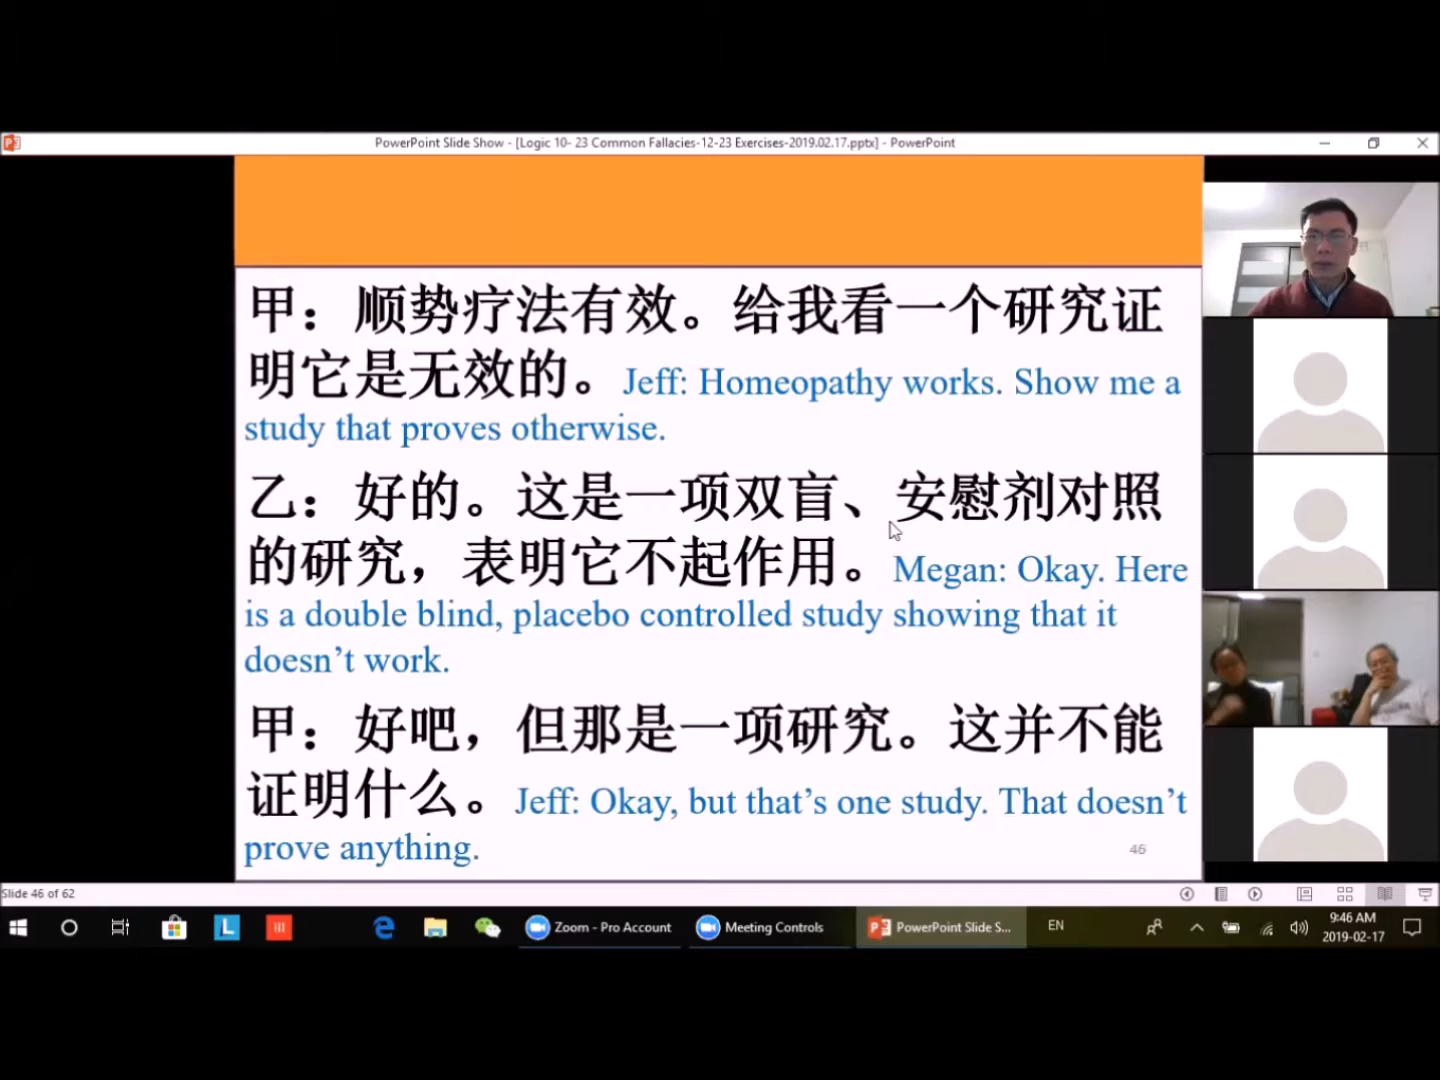 PowerPoint Slide Show - [Logic 10- 23 Common Fallacies-12-23 Exercises-2019.02.17.pptx] - PowerPoint
甲：顺势疗法有效。给我看一个研究证
明它是无效的。Jeff: Homeopathy works. Show me a
study that proves otherwise.
乙：好的。这是一项双盲、安慰剂对照
的研究，表明它不起作用。Megan: Okay. Here
is a double blind, placebo controlled study showing that it
doesn’t work.
甲：好吧，但那是一项研究。这并不能
证明什么。Jeff: Okay, but that’s one study. That doesn’t
prove anything.
46
Slide 46 of 62
Zoom - Pro Account
Meeting Controls
PowerPoint Slide S...
EN
9:46 AM
2019-02-17